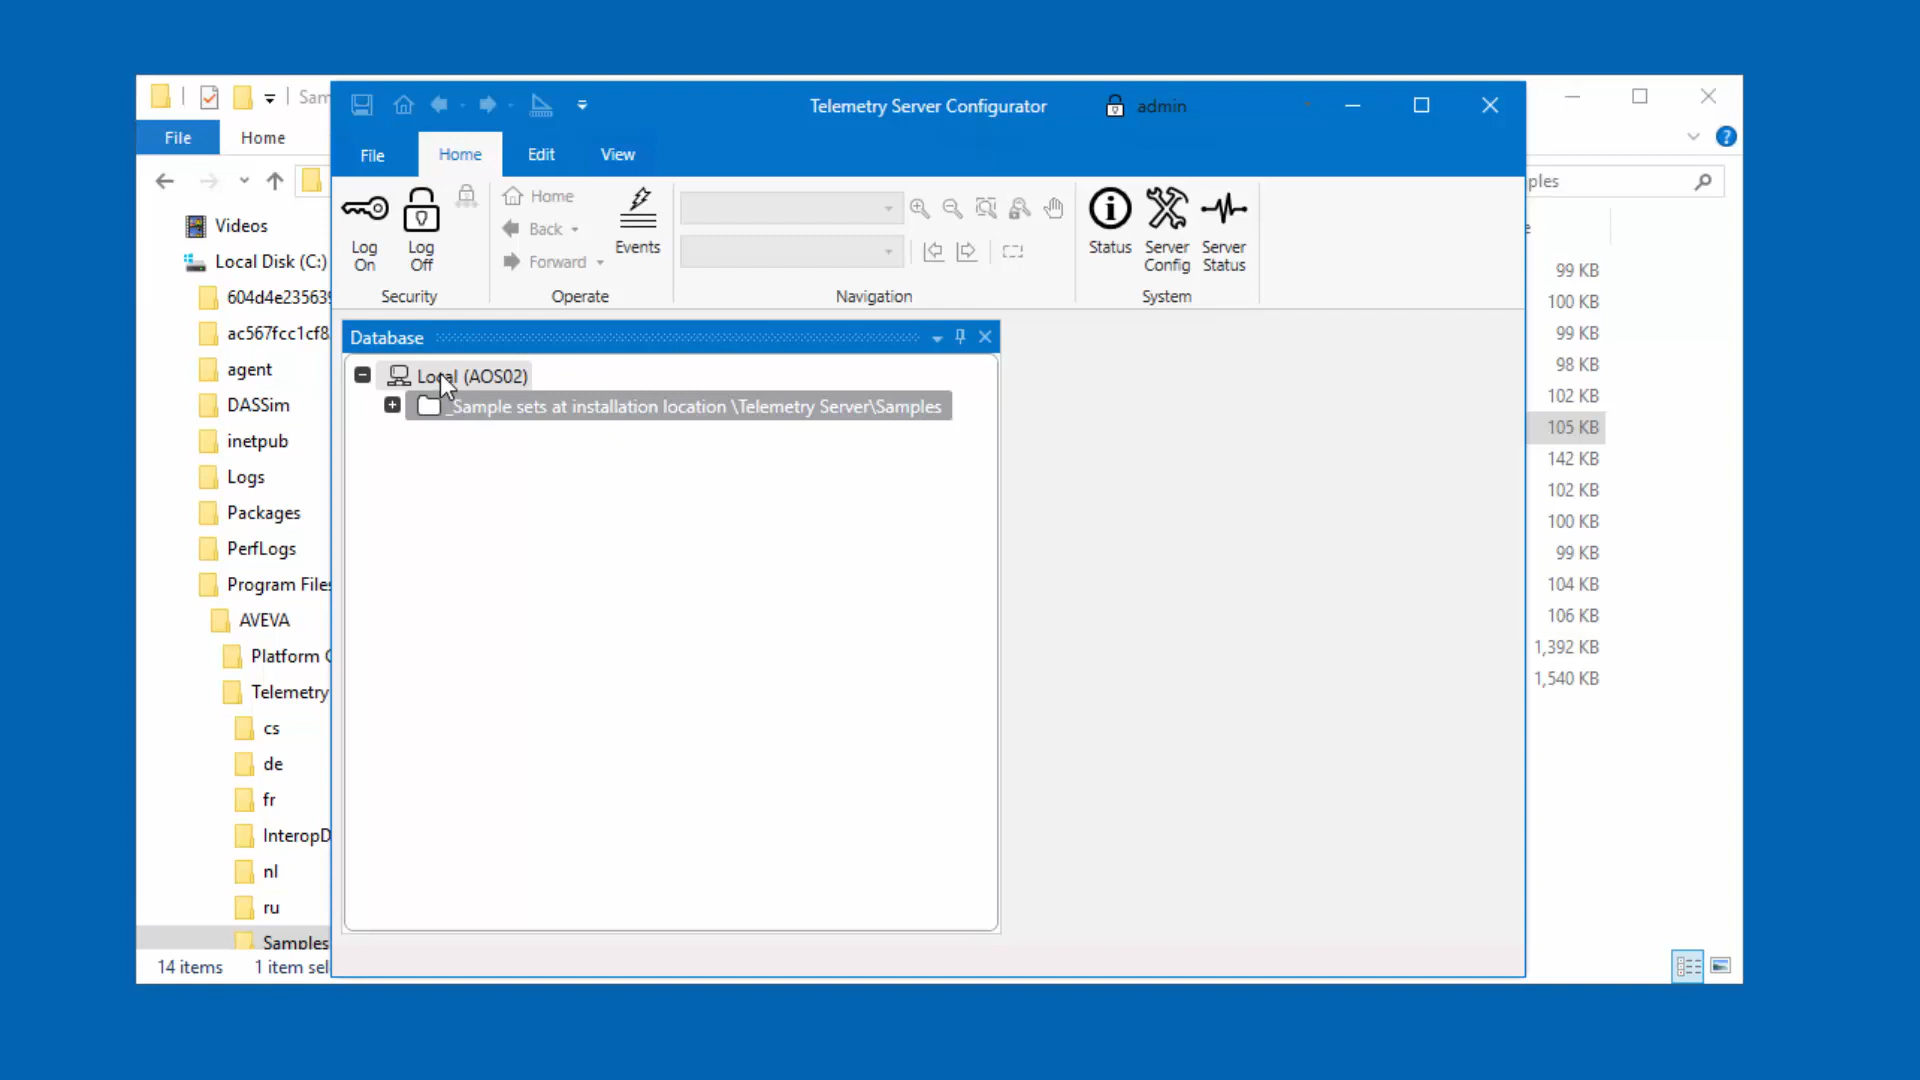 Sam
File
Home
Videos
Local Disk (C:)
604d4e235639
ac567fcc1cf8
agent
DASSim
inetpub
Logs
Packages
PerfLogs
Program Files
AVEVA
Platform C
Telemetry
cs
de
fr
InteropD
nl
ru
Samples
14 items
1 item sel
Telemetry Server Configurator
admin
File
Home
Edit
View
Log On
Log Off
Security
Home
Back
Forward
Events
Operate
Navigation
Status
Server Config
Server Status
System
Database
Local (AOS02)
_Sample sets at installation location \Telemetry Server\Samples
ples
e
99 KB
100 KB
99 KB
98 KB
102 KB
105 KB
142 KB
102 KB
100 KB
99 KB
104 KB
106 KB
1,392 KB
1,540 KB